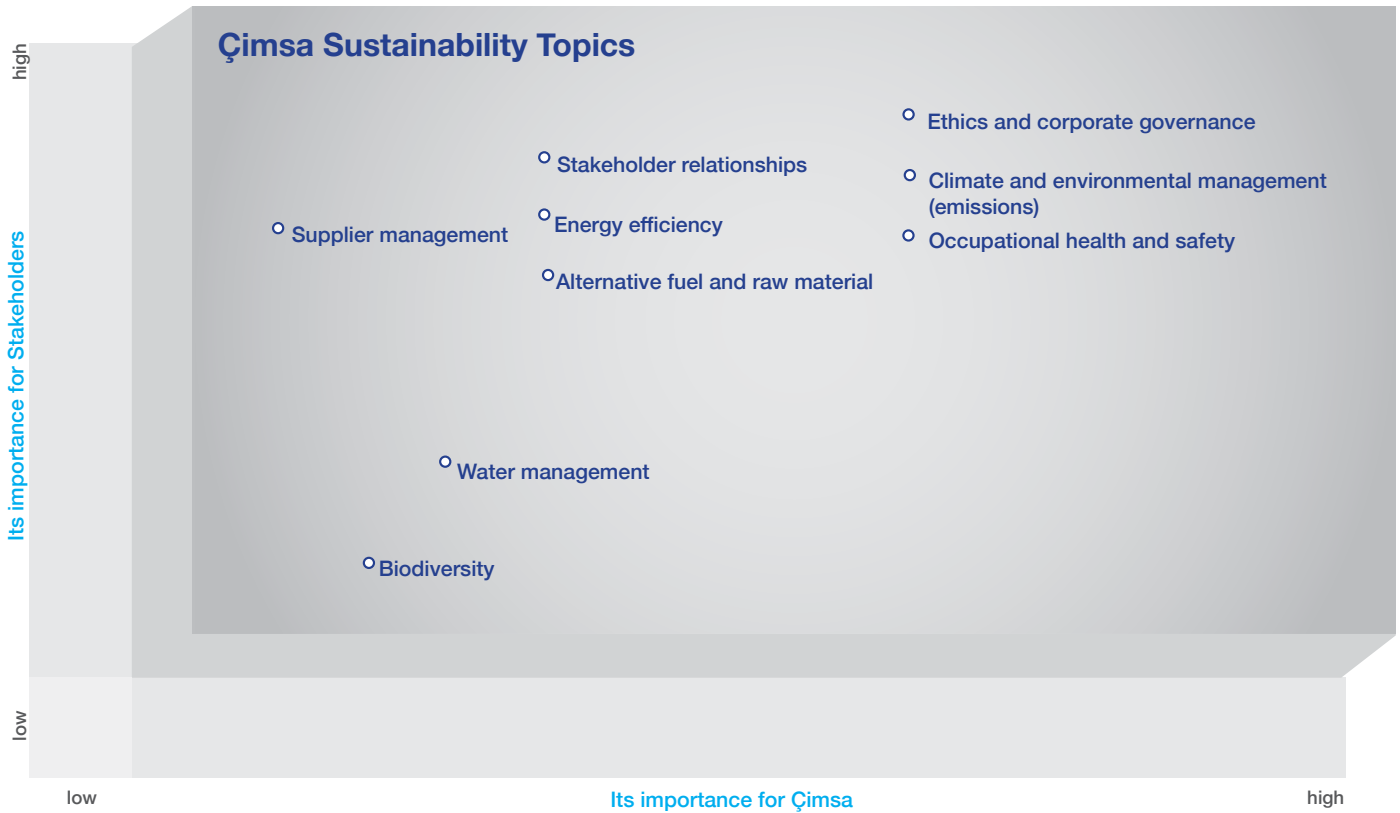 Çimsa Sustainability Topics
high
Its importance for Stakeholders
low
Ethics and corporate governance
Stakeholder relationships
Climate and environmental management
(emissions)
Energy efficiency
Supplier management
Occupational health and safety
Alternative fuel and raw material
Water management
Biodiversity
low
Its importance for Çimsa
high